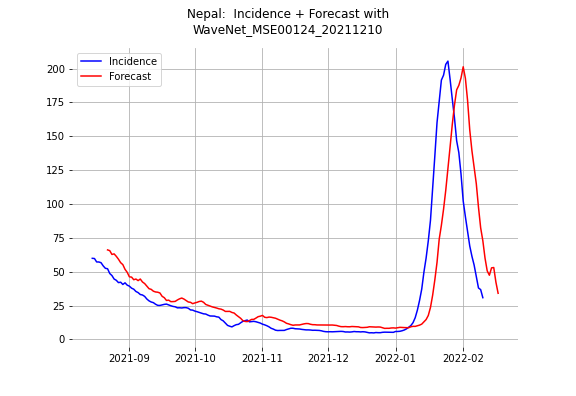 Nepal:  Incidence + Forecast with
WaveNet_MSE00124_20211210
Incidence
Forecast
200
175
150
125
100
75
50
25
0
2021-09 2021-10 2021-11 2021-12 2022-01 2022-02